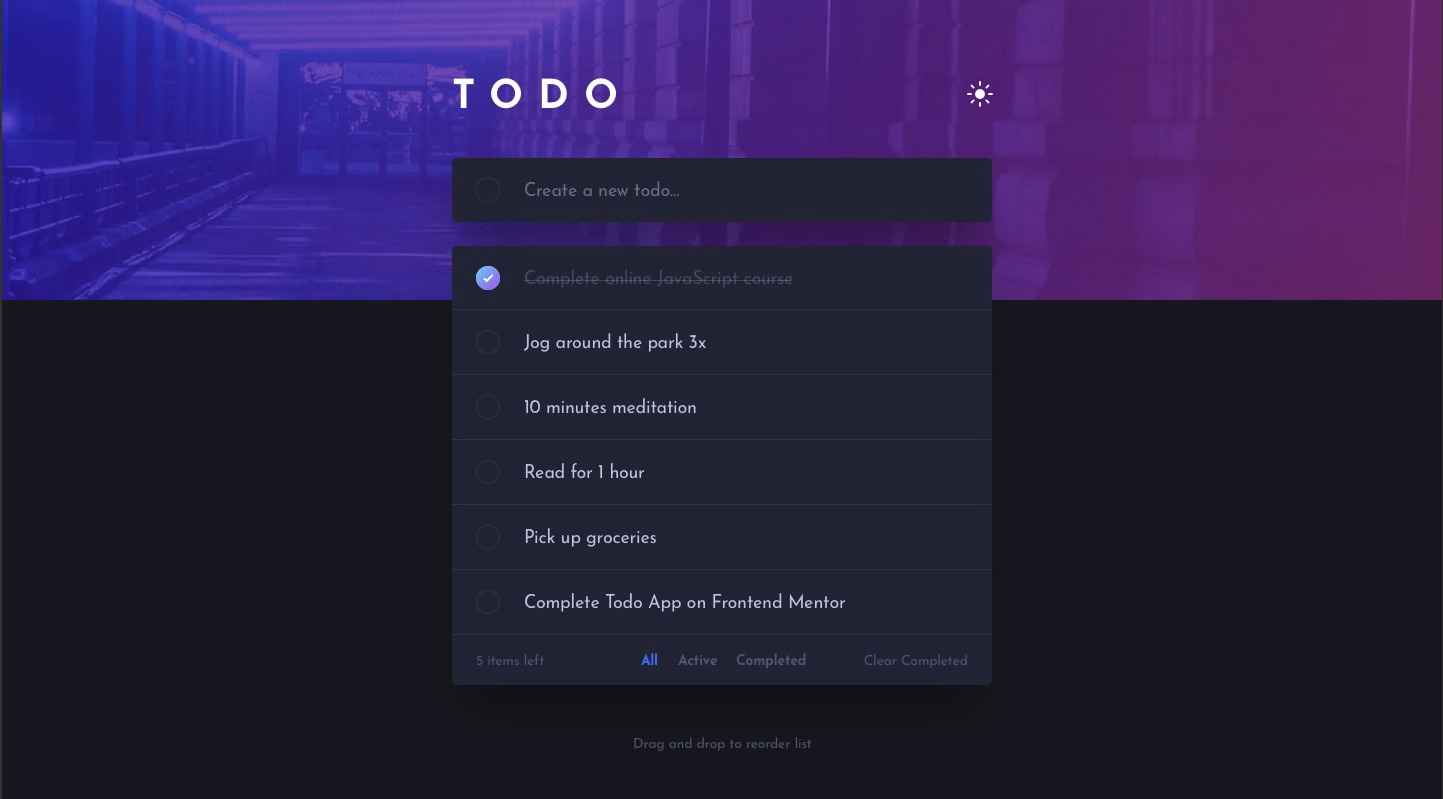 TODO
Create a new todo...
Complete online JavaScript course
Jog around the park 3x
10 minutes meditation
Read for 1 hour
Pick up groceries
Complete Todo App on Frontend Mentor
5 items left All Active Completed Clear Completed
Drag and drop to reorder list